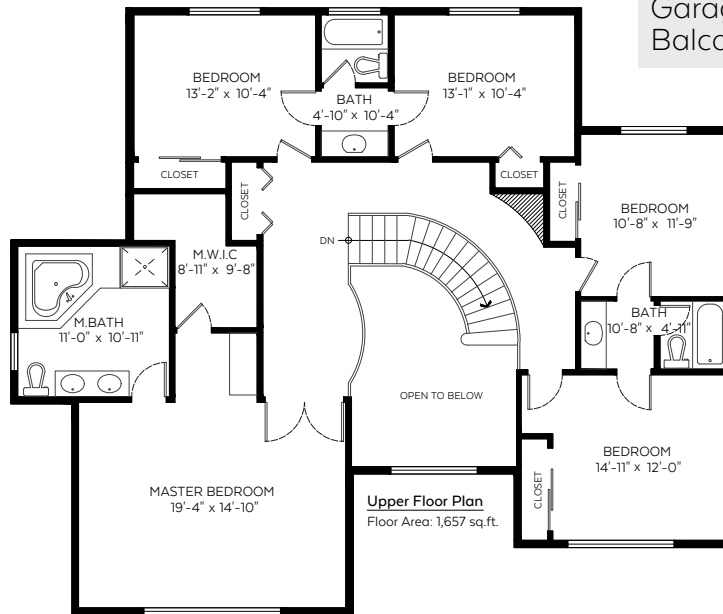 BEDROOM
13'-2" x 10'-4"
BATH
4'-10" x 10'-4"
BEDROOM
13'-1" x 10'-4"
CLOSET
CLOSET
CLOSET
CLOSET
BEDROOM
10'-8" x 11'-9"
DN
M.W.I.C
8'-11" x 9'-8"
M.BATH
11'-0" x 10'-11"
BATH
10'-8" x 4'-11"
OPEN TO BELOW
BEDROOM
14'-11" x 12'-0"
CLOSET
MASTER BEDROOM
19'-4" x 14'-10"
Upper Floor Plan
Floor Area: 1,657 sq.ft.